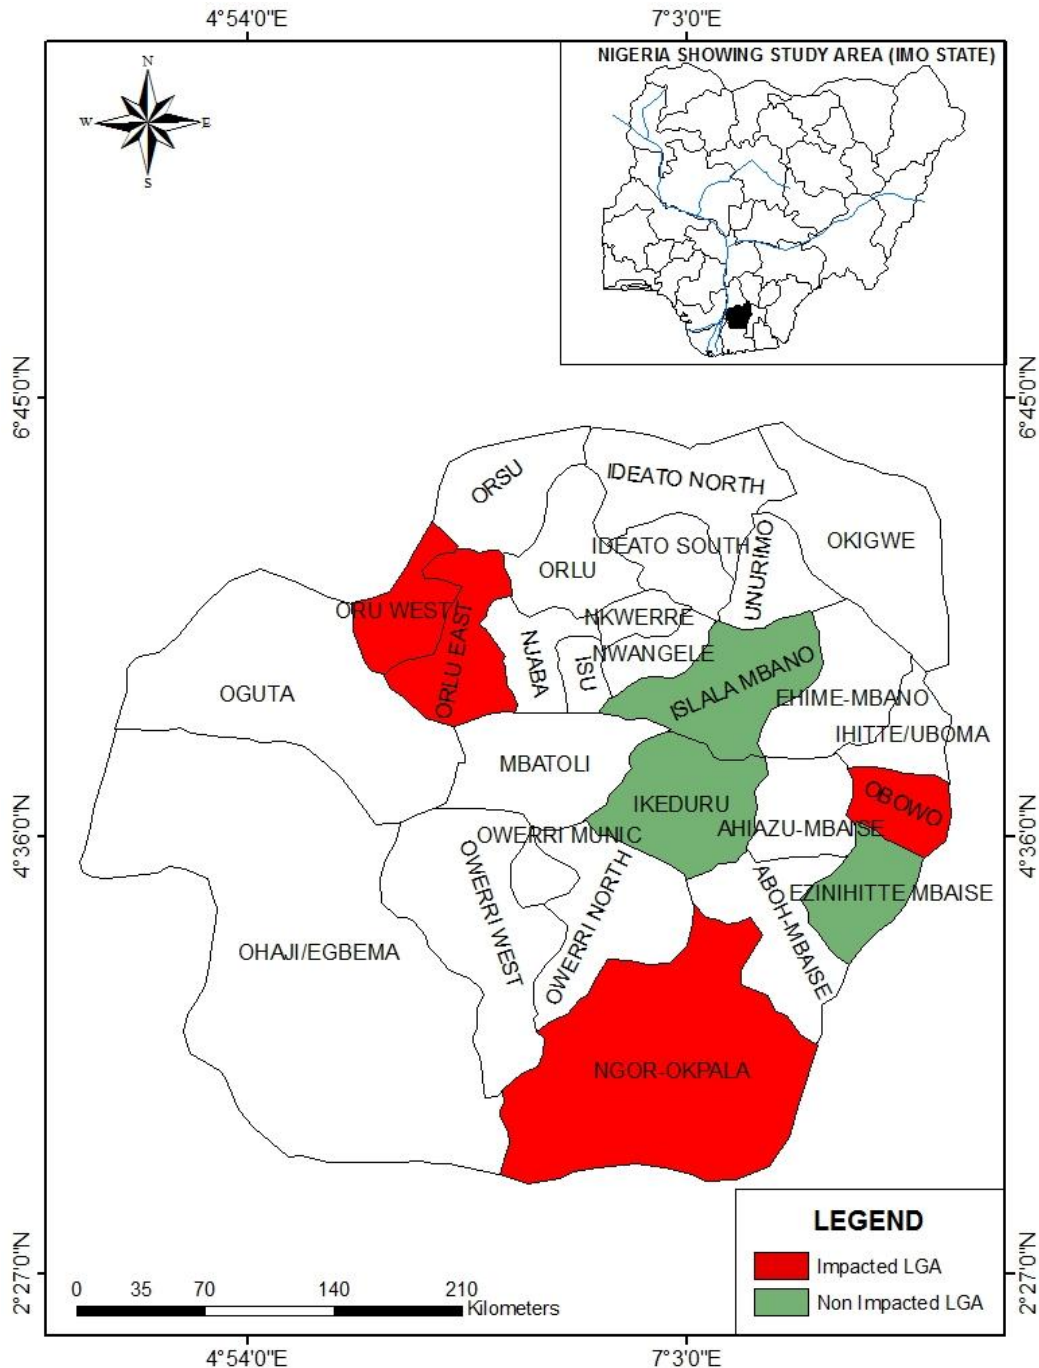 4°54'0"E
7°3'0"E
NIGERIA SHOWING STUDY AREA (IMO STATE)
N
W
E
S
6°45'0"N
6°45'0"N
ORSU
IDEATO NORTH
OKIGWE
IDEATO SOUTH
UNURIMO
ORLU
ORU WEST
NKWERRE
ORLU EAST
NJABA
ISU
NWANGELE
ISLALA MBANO
OGUTA
EHIME-MBANO
IHITTE/UBOMA
MBATOLI
IKEDURU
OBOWO
4°36'0"N
4°36'0"N
OWERRI MUNIC
AHIAZU-MBAISE
EZINIHITTE MBAISE
OWERRI WEST
OWERRI NORTH
ABOH-MBAISE
OHAJI/EGBEMA
NGOR-OKPALA
LEGEND
Impacted LGA
Non Impacted LGA
2°27'0"N
2°27'0"N
0 35 70 140 210
Kilometers
4°54'0"E
7°3'0"E